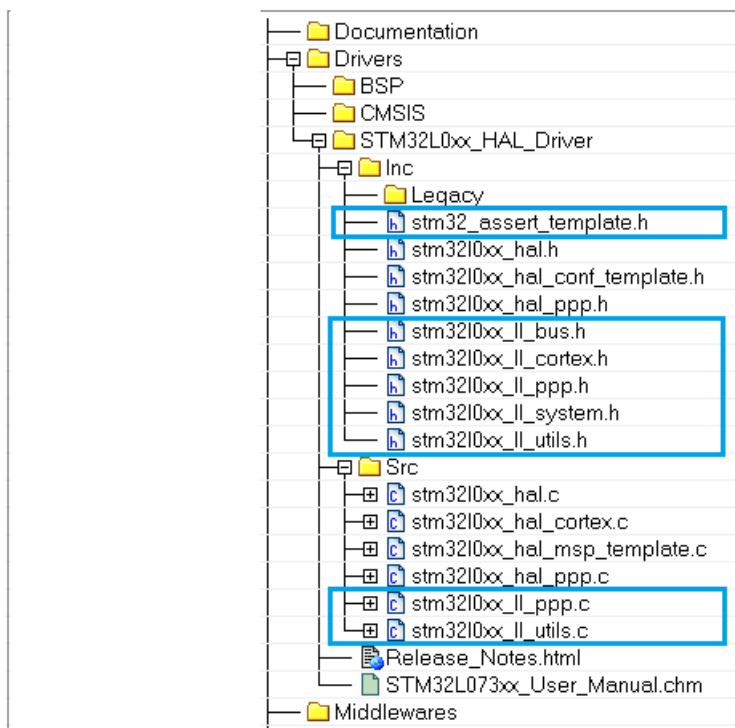 Documentation
Drivers
BSP
CMSIS
STM32L0xx_HAL_Driver
Inc
Legacy
stm32_assert_template.h
stm32l0xx_hal.h
stm32l0xx_hal_conf_template.h
stm32l0xx_hal_ppp.h
stm32l0xx_ll_bus.h
stm32l0xx_ll_cortex.h
stm32l0xx_ll_ppp.h
stm32l0xx_ll_system.h
stm32l0xx_ll_utils.h
Src
stm32l0xx_hal.c
stm32l0xx_hal_cortex.c
stm32l0xx_hal_msp_template.c
stm32l0xx_hal_ppp.c
stm32l0xx_ll_ppp.c
stm32l0xx_ll_utils.c
Release_Notes.html
STM32L073xx_User_Manual.chm
Middlewares